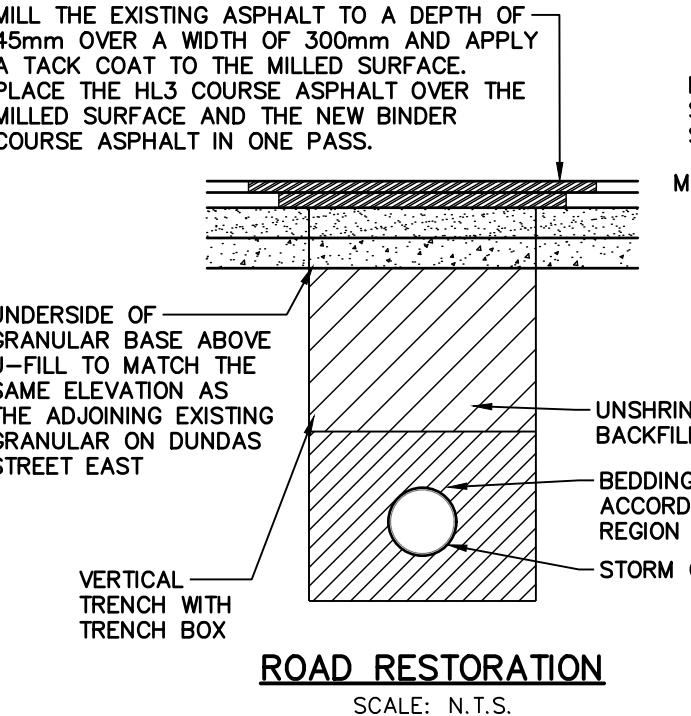 MILL THE EXISTING ASPHALT TO A DEPTH OF
45mm OVER A WIDTH OF 300mm AND APPLY
A TACK COAT TO THE MILLED SURFACE.
PLACE THE HL3 COURSE ASPHALT OVER THE
MILLED SURFACE AND THE NEW BINDER
COURSE ASPHALT IN ONE PASS.
UNDERSIDE OF
GRANULAR BASE ABOVE
U-FILL TO MATCH THE
SAME ELEVATION AS
THE ADJOINING EXISTING
GRANULAR ON DUNDAS
STREET EAST
BACKFILL
BEDDING
REGION
STORM
VERTICAL
TRENCH WITH
TRENCH BOX
ROAD RESTORATION
SCALE: N.T.S.